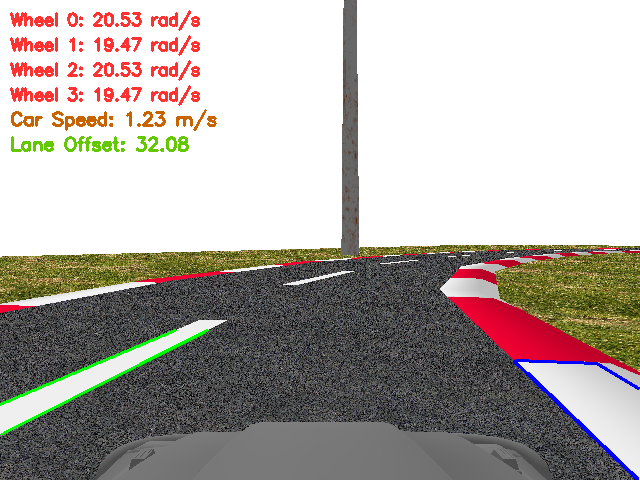 Wheel 0: 20.53 rad/s
Wheel 1: 19.47 rad/s
Wheel 2: 20.53 rad/s
Wheel 3: 19.47 rad/s
Car Speed: 1.23 m/s
Lane Offset: 32.08